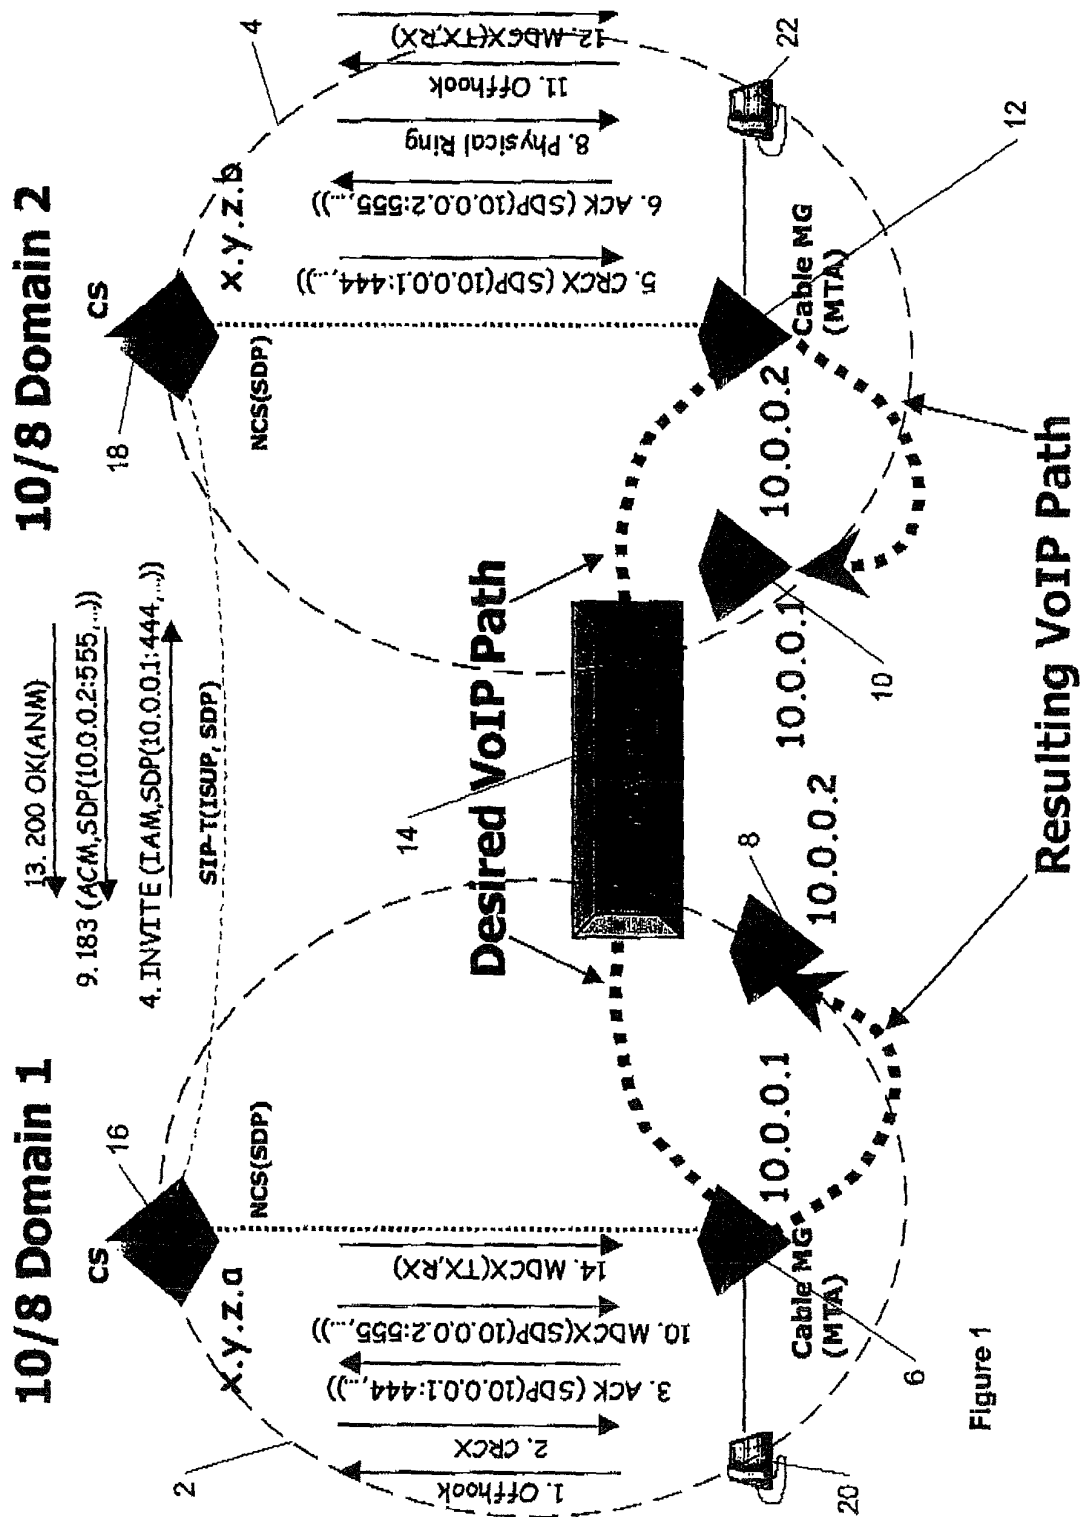 10/8 Domain 1
10/8 Domain 2
13. 200 OK(ANM)
9. 183 (ACM,SDP(10.0.0.2:555,...))
4. INVITE (IAM,SDP(10.0.0.1:444,...))
SIP-T(ISUP, SDP)
CS
16
x.y.z.a
NCS(SDP)
2
1. Offhook
2. CRCX
3. ACK (SDP(10.0.0.1:444,...))
10. MDCX(SDP(10.0.0.2:555,...))
14. MDCX(TX,RX)
CS
18
x.y.z.b
NCS(SDP)
4
5. CRCX (SDP(10.0.0.1:444,...))
6. ACK (SDP(10.0.0.2:555,...))
8. Physical Ring
11. Offhook
12. MDCX(TX,RX)
14
Desired VoIP Path
20
Cable MG
(MTA)
6
10.0.0.1
8
10.0.0.2
10.0.0.1
10
10.0.0.2
Cable MG
(MTA)
12
22
Resulting VoIP Path
Figure 1